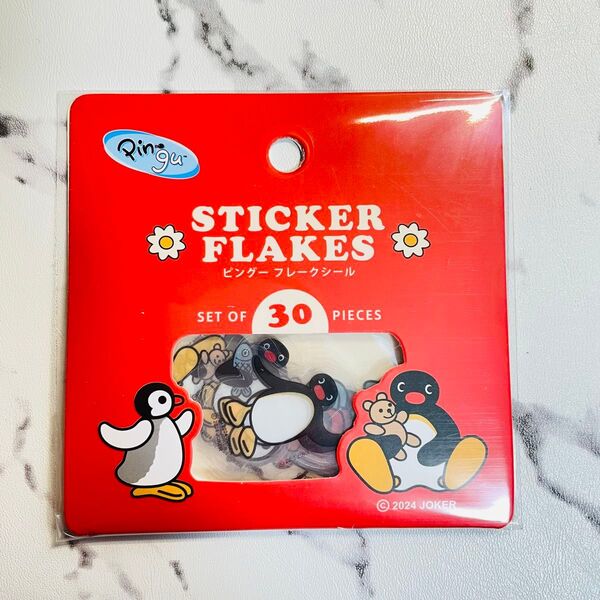 Pingu™
STICKER
FLAKES
ピングー フレークシール
SET OF 30 PIECES
© 2024 JOKER